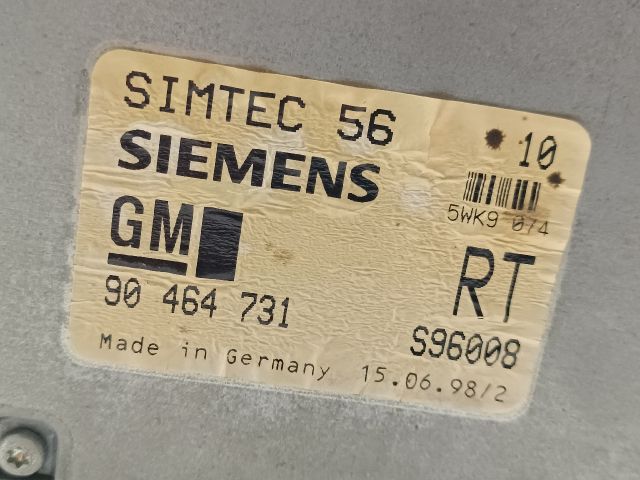 SIMTEC 56
10
SIEMENS
5WK9 074
GM
RT
90 464 731
S96008
Made in Germany 15.06.98/2